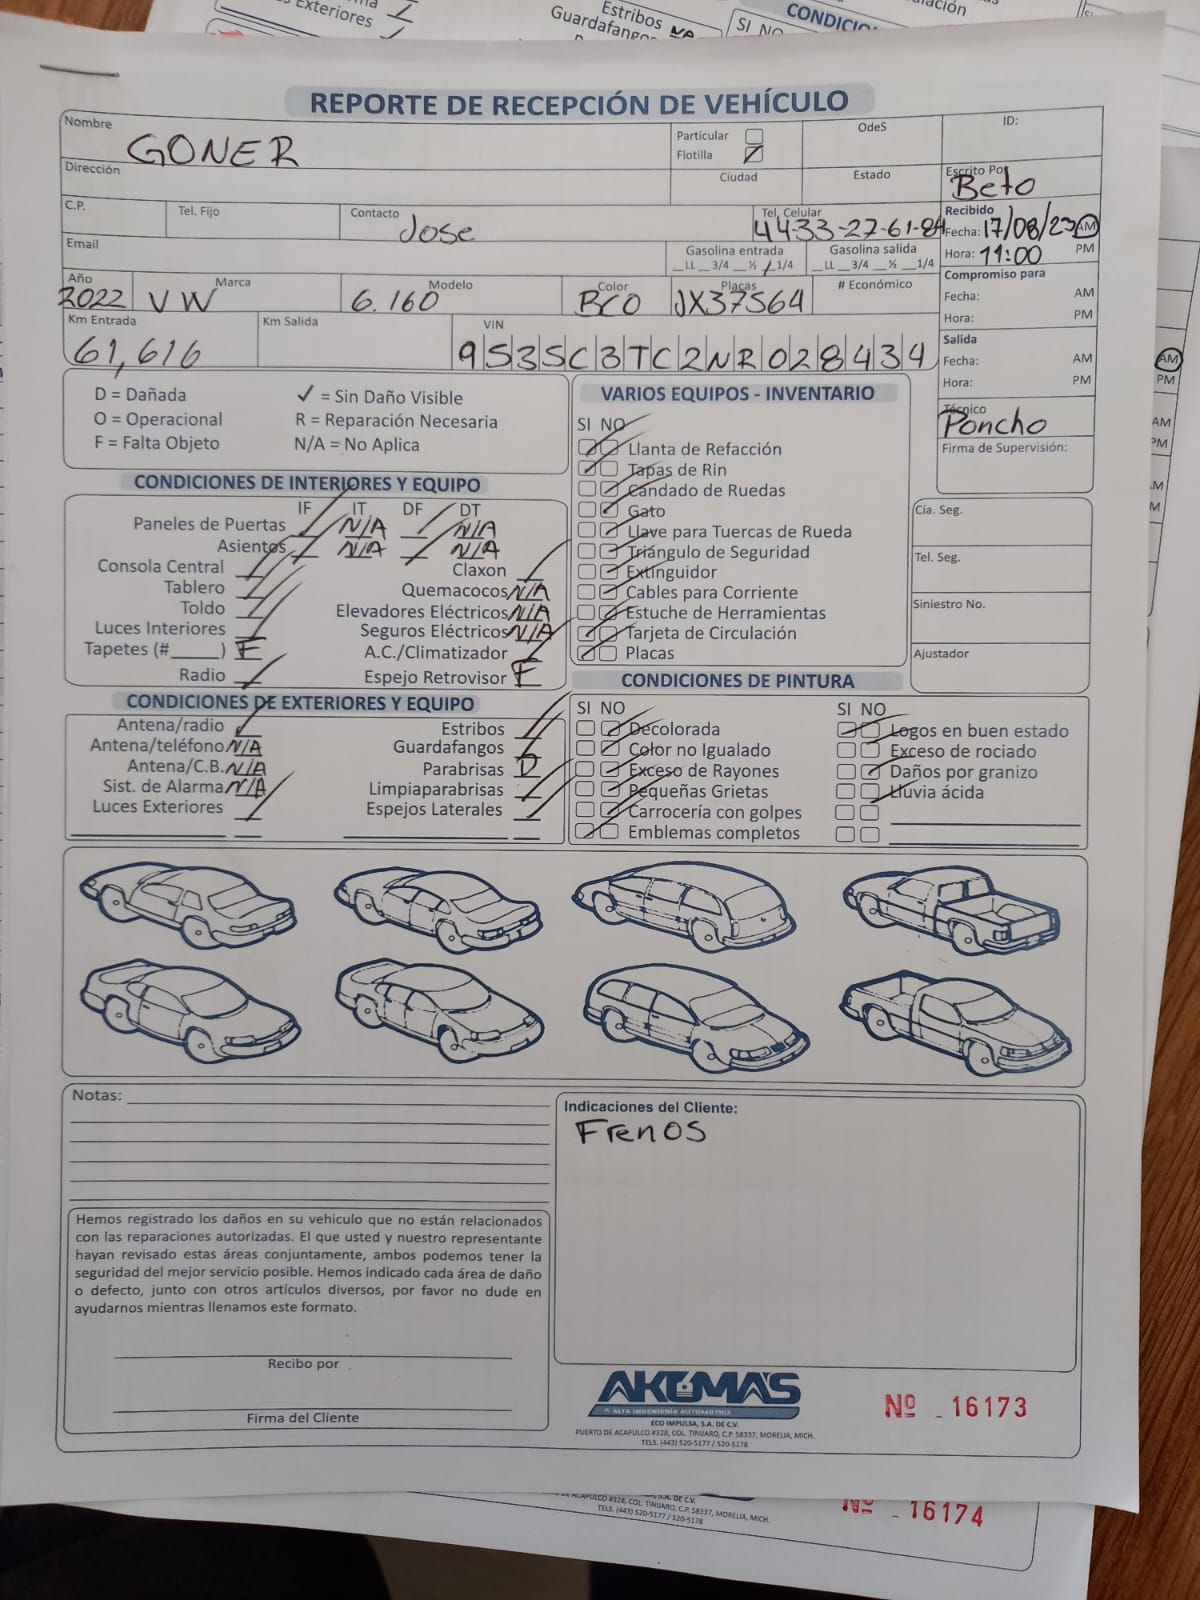 Exteriores
Estribos
Guardafangos NA
SI NO
REPORTE DE RECEPCIÓN DE VEHÍCULO
Nombre GONER
Particular
Flotilla
OdeS
ID:
Dirección
Ciudad
Estado
Escrito Por Beto
C.P.
Tel. Fijo
Contacto Jose
Tel. Celular 4433-27-61-84
Recibido
Fecha: 17/08/23 AM
Hora: 11:00 PM
Email
Gasolina entrada
__LL __3/4 __½ __1/4
Gasolina salida
__LL __3/4 __½ __1/4
Año 2022
Marca VW
Modelo 6.160
Color BCO
Placas JX37564
# Económico
Compromiso para
Fecha: AM
Hora: PM
Km Entrada 61,616
Km Salida
VIN 9535C3TC2NR028434
Salida
Fecha: AM
Hora: PM
Técnico Poncho
Firma de Supervisión:
D = Dañada
✓ = Sin Daño Visible
O = Operacional
R = Reparación Necesaria
F = Falta Objeto
N/A = No Aplica
CONDICIONES DE INTERIORES Y EQUIPO
IF IT DF DT
Paneles de Puertas N/A N/A
Asientos N/A N/A
Consola Central
Tablero
Toldo
Luces Interiores
Tapetes (#_____) F
Radio
Claxon
Quemacocos N/A
Elevadores Eléctricos N/A
Seguros Eléctricos N/A
A.C./Climatizador
Espejo Retrovisor F
VARIOS EQUIPOS - INVENTARIO
SI NO
Llanta de Refacción
Tapas de Rin
Candado de Ruedas
Gato
Llave para Tuercas de Rueda
Triángulo de Seguridad
Extinguidor
Cables para Corriente
Estuche de Herramientas
Tarjeta de Circulación
Placas
Cía. Seg.
Tel. Seg.
Siniestro No.
Ajustador
CONDICIONES DE EXTERIORES Y EQUIPO
Antena/radio
Antena/teléfono N/A
Antena/C.B. N/A
Sist. de Alarma N/A
Luces Exteriores
Estribos
Guardafangos
Parabrisas D
Limpiaparabrisas
Espejos Laterales
CONDICIONES DE PINTURA
SI NO
Decolorada
Color no Igualado
Exceso de Rayones
Pequeñas Grietas
Carrocería con golpes
Emblemas completos
SI NO
Logos en buen estado
Exceso de rociado
Daños por granizo
Lluvia ácida
Notas:
Indicaciones del Cliente:
Frenos
Hemos registrado los daños en su vehiculo que no están relacionados
con las reparaciones autorizadas. El que usted y nuestro representante
hayan revisado estas áreas conjuntamente, ambos podemos tener la
seguridad del mejor servicio posible. Hemos indicado cada área de daño
o defecto, junto con otros artículos diversos, por favor no dude en
ayudarnos mientras llenamos este formato.
Recibo por
Firma del Cliente
AKUMAS
ALTA INGENIERÍA AUTOMOTRIZ
ECO IMPULSA, S.A. DE C.V.
PUERTO DE ACAPULCO #328, COL. TINIJARO, C.P. 58337, MORELIA, MICH.
TELS. (443) 520-5177 / 520-5178
Nº 16173
TELS. (443) 520-5177 / 520-5178
Nº 16174
AM
PM
AM
PM